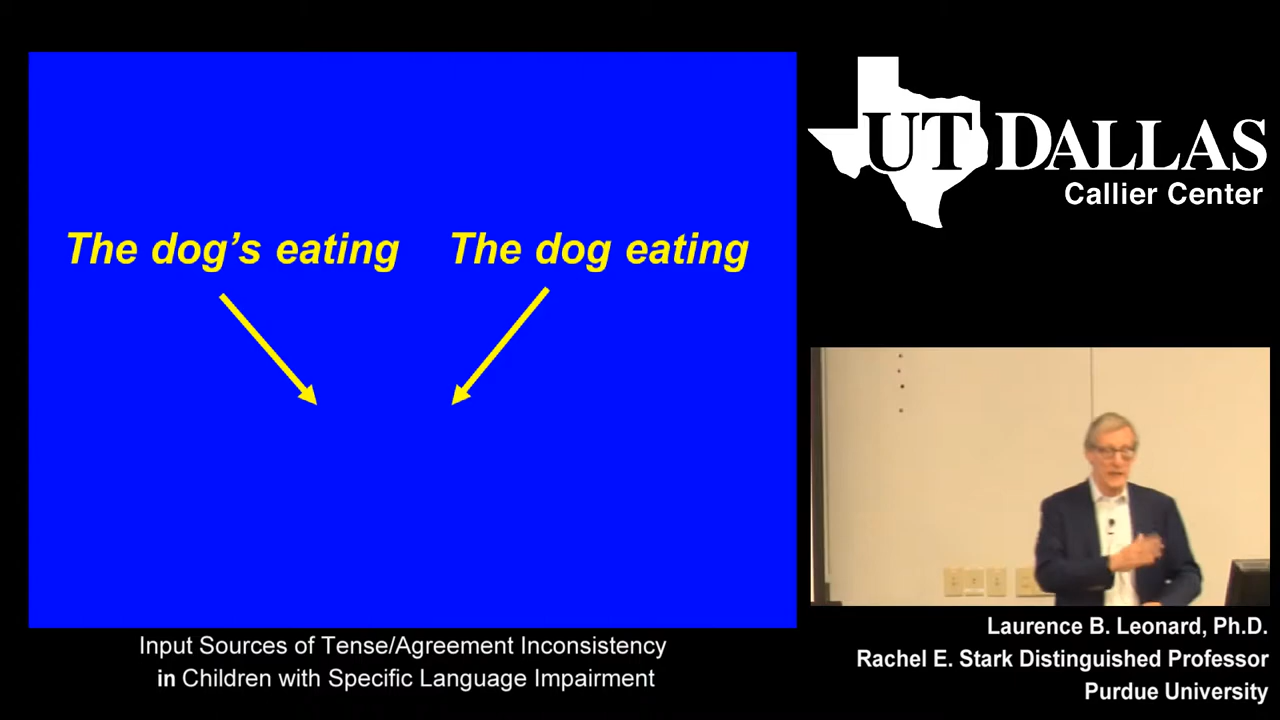 The dog's eating The dog eating
UT DALLAS
Callier Center
Input Sources of Tense/Agreement Inconsistency
in Children with Specific Language Impairment
Laurence B. Leonard, Ph.D.
Rachel E. Stark Distinguished Professor
Purdue University